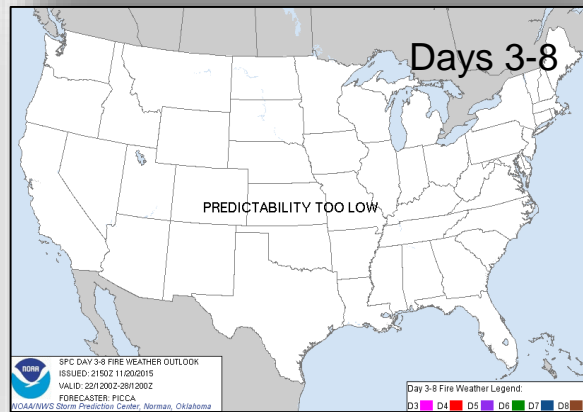 Days 3-8
PREDICTABILITY TOO LOW
NOAA
SPC DAY 3-8 FIRE WEATHER OUTLOOK
ISSUED: 2150Z 11/20/2015
VALID: 22/1200Z-28/1200Z
FORECASTER: PICCA
NOAA/NWS Storm Prediction Center, Norman, Oklahoma
Day 3-8 Fire Weather Legend:
D3 D4 D5 D6 D7 D8